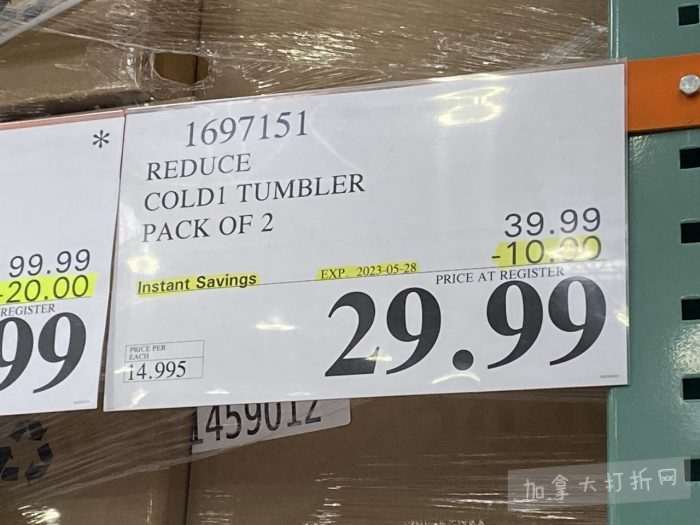 *
99.99
-20.00
REGISTER
99
1697151
REDUCE
COLD1 TUMBLER
PACK OF 2
39.99
-10.00
Instant Savings
EXP 2023-05-28
PRICE AT REGISTER
29.99
PRICE PER
EACH
14.995
1459012
加拿大打折网